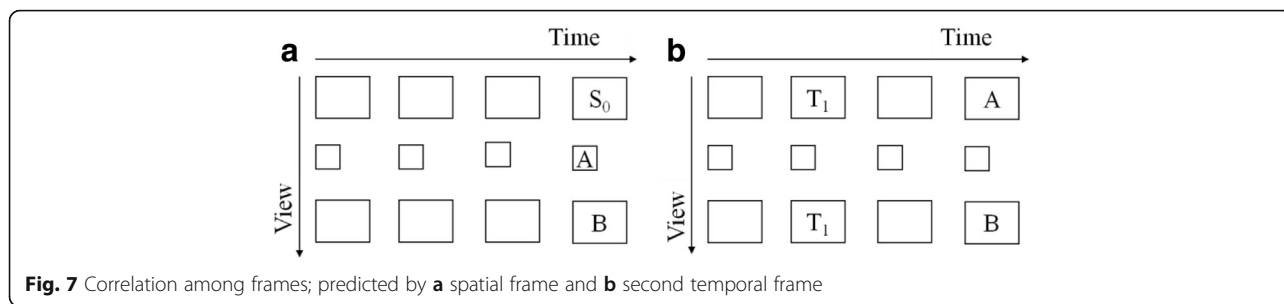 a
Time
S₀
A
B
View
b
Time
T₁
A
T₁
B
View
Fig. 7 Correlation among frames; predicted by a spatial frame and b second temporal frame